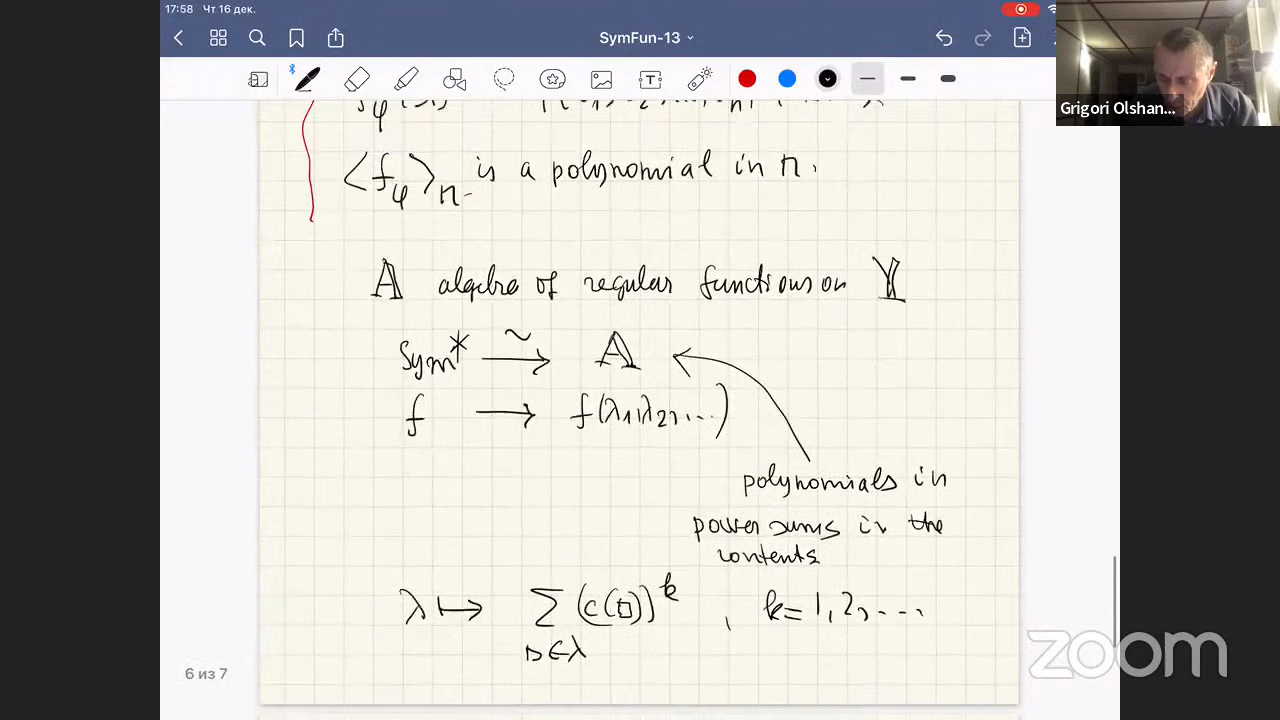 17:58 Чт 16 дек.
SymFun-13
Grigori Olshan...
⟨f_φ⟩_n is a polynomial in n.
𝔸 algebra of regular functions on 𝕐
Sym* ⥲ 𝔸
f → f(λ1, λ2, ...)
polynomials in
power sums in the
contents
λ ↦ ∑_{□∈λ} (c(□))^k , k=1,2,...
6 из 7
zoom